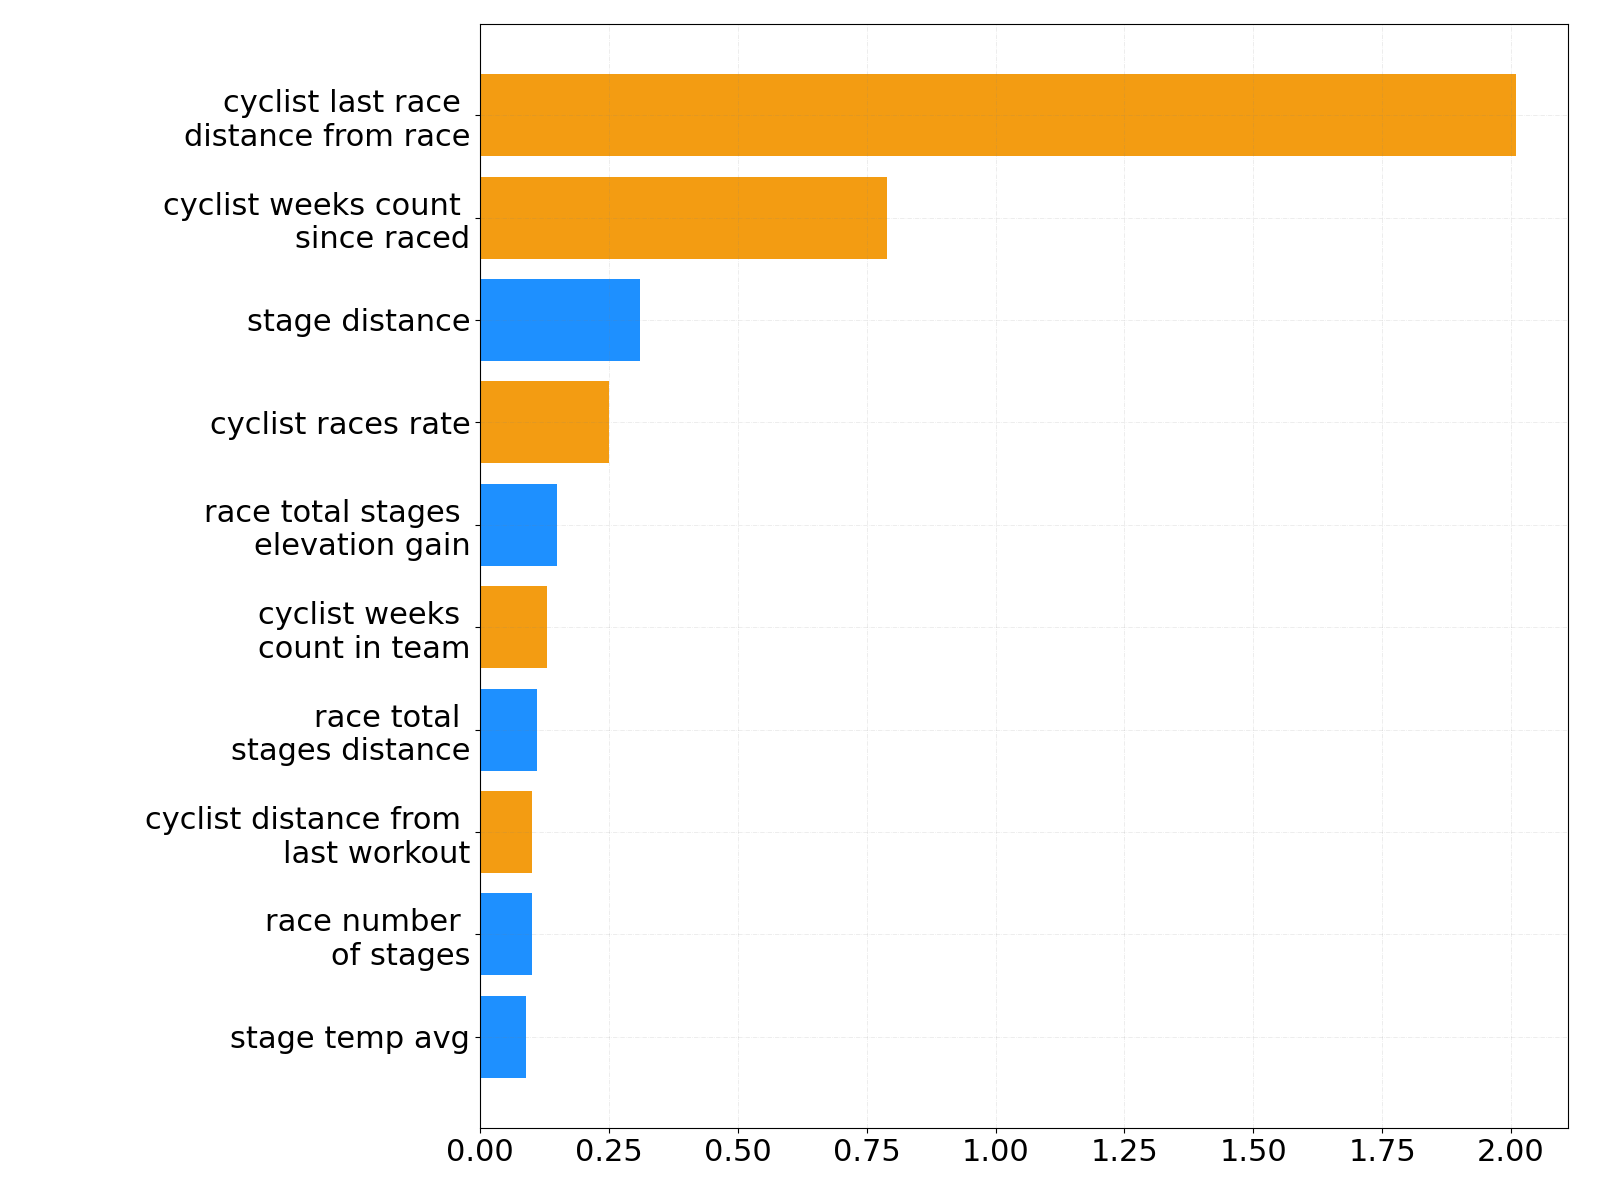 cyclist last race
distance from race
cyclist weeks count
since raced
stage distance
cyclist races rate
race total stages
elevation gain
cyclist weeks
count in team
race total
stages distance
cyclist distance from
last workout
race number
of stages
stage temp avg
0.00 0.25 0.50 0.75 1.00 1.25 1.50 1.75 2.00